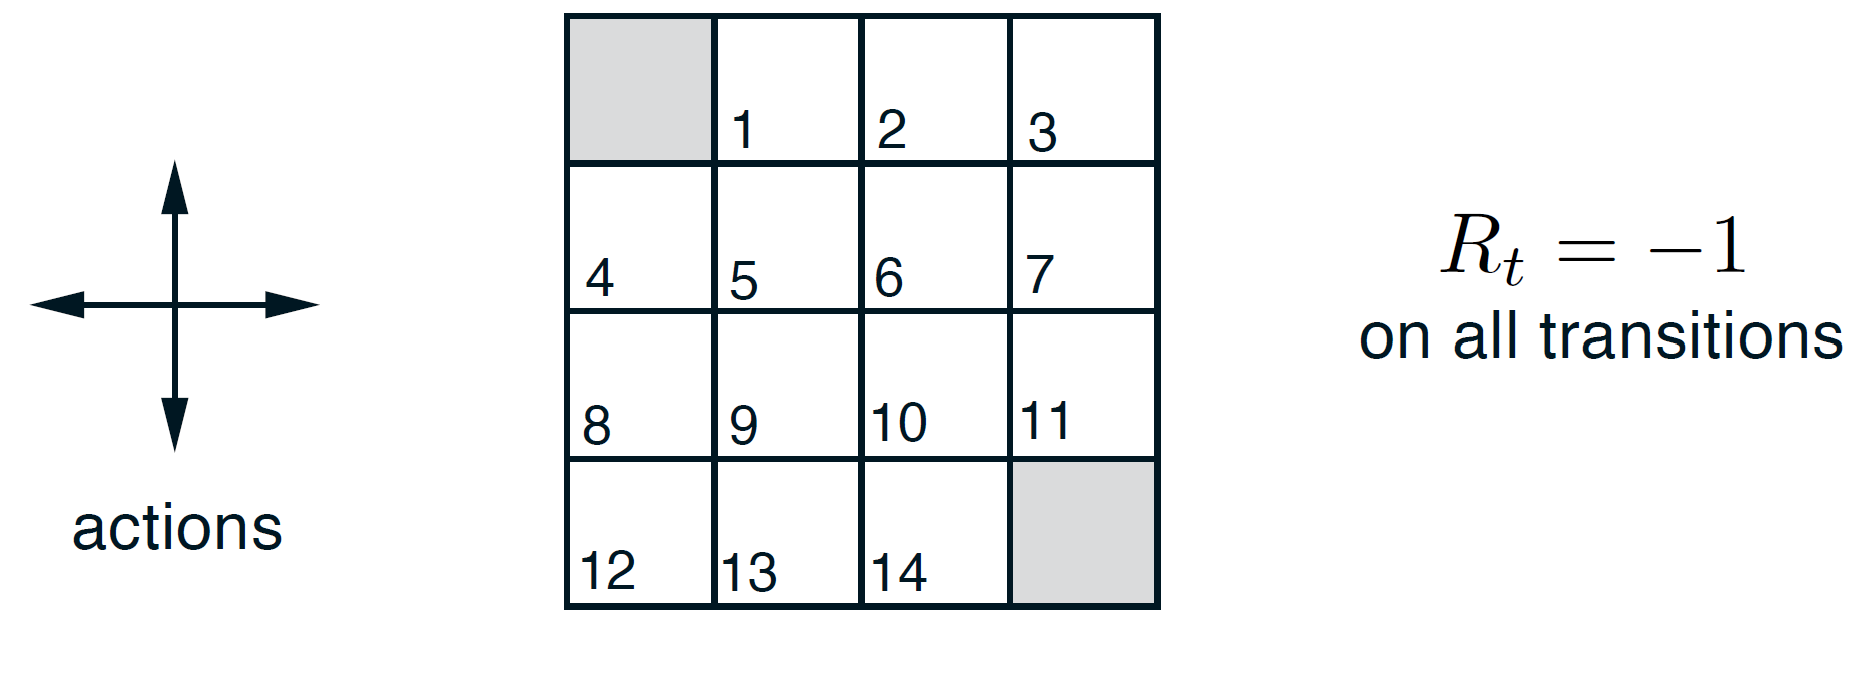 actions
1 2 3
4 5 6 7
8 9 10 11
12 13 14
R_t = −1
on all transitions